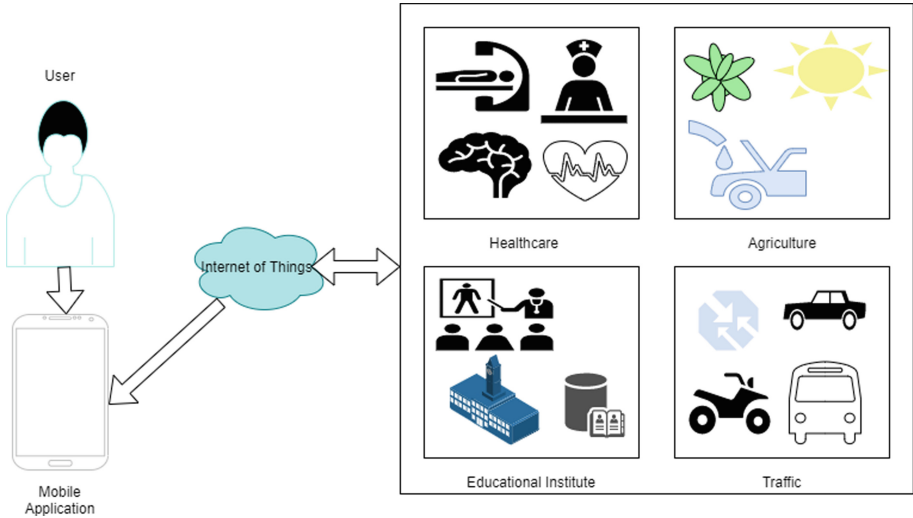 User
Internet of Things
Healthcare
Agriculture
Mobile
Application
Educational Institute
Traffic